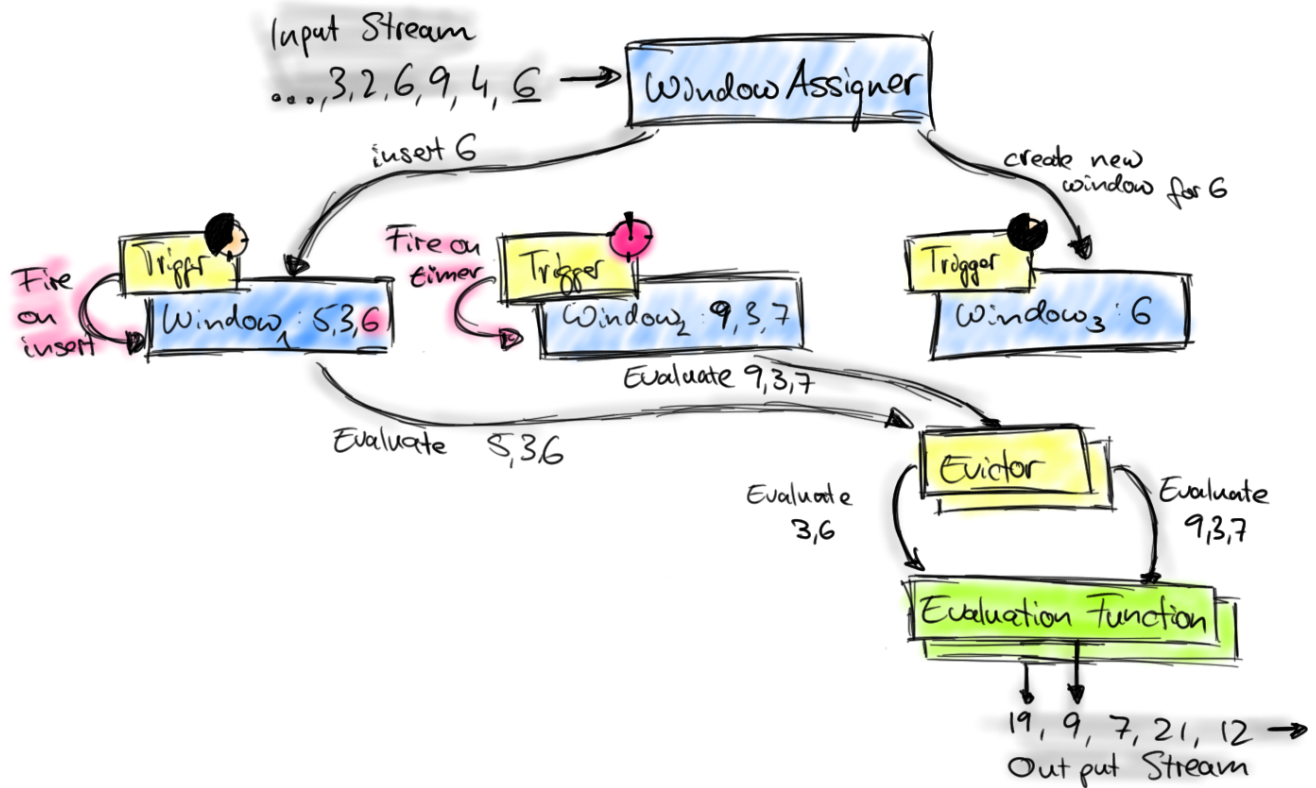 Input Stream
..., 3, 2, 6, 9, 4, 6
Window Assigner
insert 6
create new
window for 6
Trigger
Fire on
timer
Trigger
Trigger
Fire
on
insert
Window1: 5,3,6
Window2: 9,3,7
Window3: 6
Evaluate 9,3,7
Evaluate 5,3,6
Evictor
Evaluate
3,6
Evaluate
9,3,7
Evaluation Function
19, 9, 7, 21, 12
Output Stream